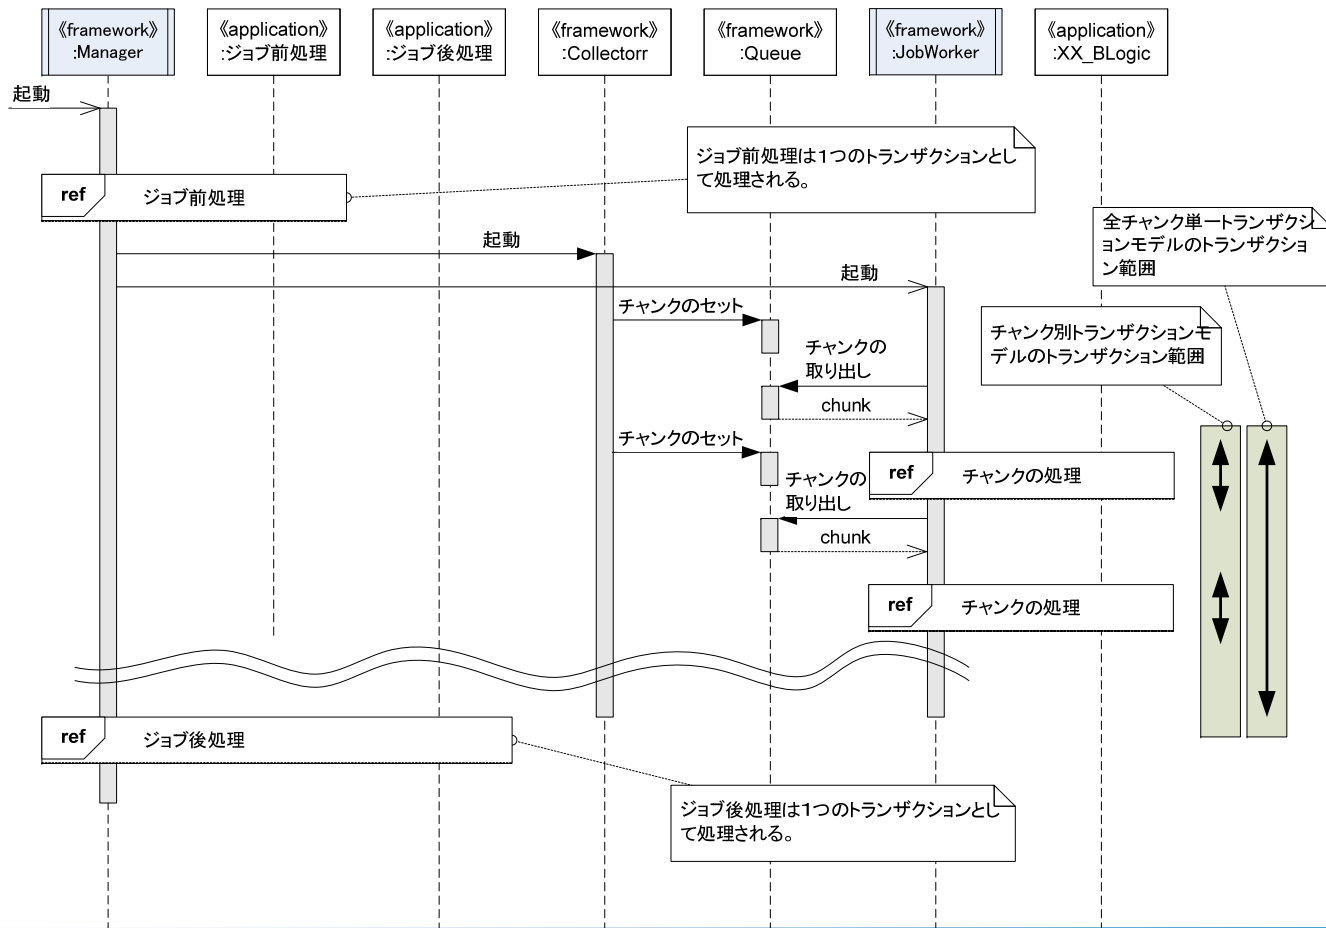 《framework》
:Manager
《application》
:ジョブ前処理
《application》
:ジョブ後処理
《framework》
:Collectorr
《framework》
:Queue
《framework》
:JobWorker
《application》
:XX_BLogic
起動
ジョブ前処理は１つのトランザクションとし
て処理される。
ref
ジョブ前処理
全チャンク単一トランザクシ
ョンモデルのトランザクショ
ン範囲
起動
起動
チャンクのセット
チャンク別トランザクションモ
デルのトランザクション範囲
チャンクの
取り出し
chunk
チャンクのセット
ref
チャンクの処理
チャンクの
取り出し
chunk
ref
チャンクの処理
ref
ジョブ後処理
ジョブ後処理は１つのトランザクションとし
て処理される。